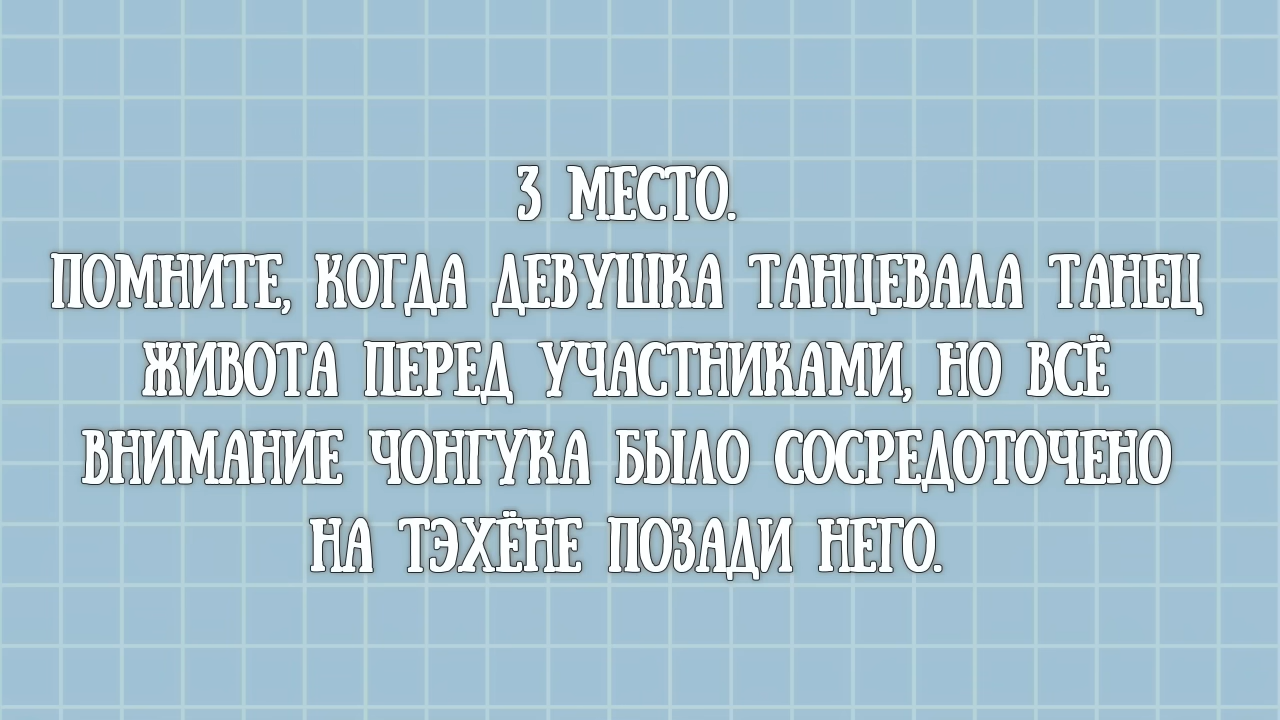 3 МЕСТО.
ПОМНИТЕ, КОГДА ДЕВУШКА ТАНЦЕВАЛА ТАНЕЦ
ЖИВОТА ПЕРЕД УЧАСТНИКАМИ, НО ВСЁ
ВНИМАНИЕ ЧОНГУКА БЫЛО СОСРЕДОТОЧЕНО
НА ТЭХЁНЕ ПОЗАДИ НЕГО.